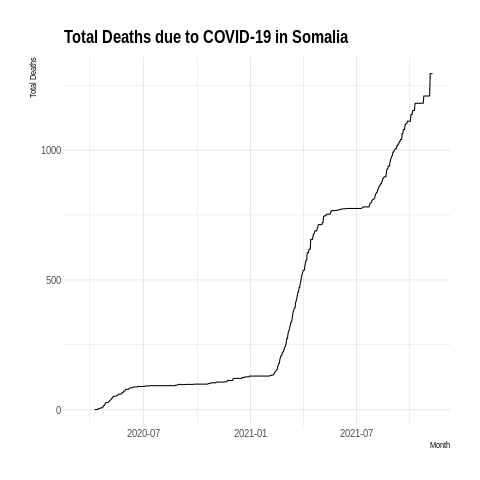 Total Deaths due to COVID-19 in Somalia
Total Deaths
1000
500
0
2020-07 2021-01 2021-07
Month